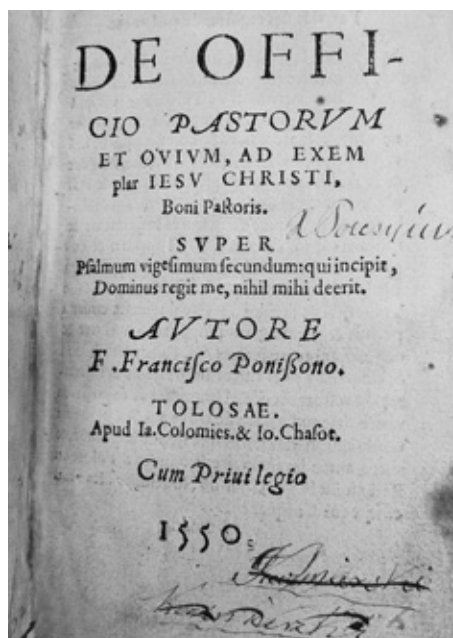 DE OFFI-
CIO PASTORVM
ET OVIVM, AD EXEM
plar IESV CHRISTI,
Boni Paſtoris.
SVPER
Pſalmum vigeſimum ſecundum: qui incipit,
Dominus regit me, nihil mihi deerit.
AVTORE
F. Franciſco Poniſſono.
TOLOSAE.
Apud Ia. Colomies. & Io. Chaſot.
Cum Priuilegio
1550.